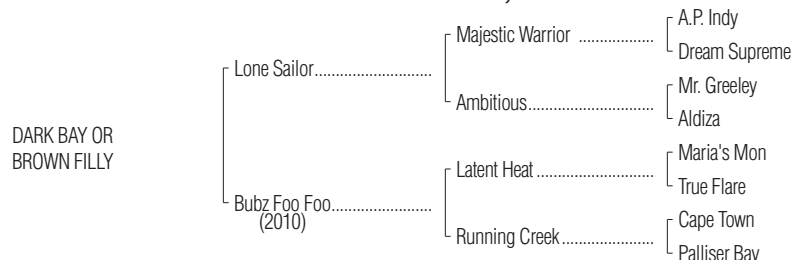 A.P. Indy
Majestic Warrior ..................
Dream Supreme
Lone Sailor............................
Mr. Greeley
Ambitious..............................
Aldiza
DARK BAY OR
BROWN FILLY
Maria's Mon
Latent Heat ............................
True Flare
Bubz Foo Foo........................
(2010)
Cape Town
Running Creek......................
Palliser Bay